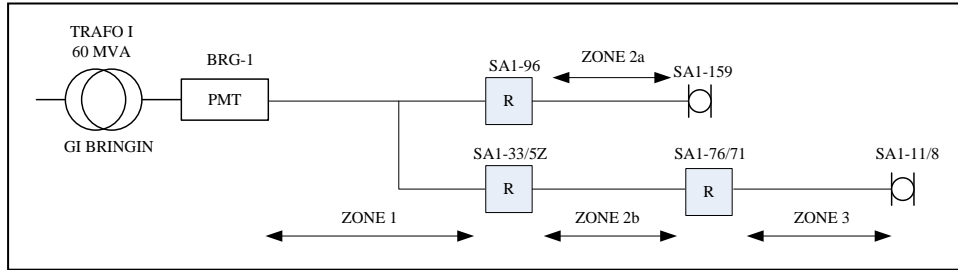 TRAFO I
60 MVA
BRG-1
PMT
GI BRINGIN
SA1-96
R
ZONE 2a
SA1-159
SA1-33/5Z
R
SA1-76/71
R
SA1-11/8
ZONE 1
ZONE 2b
ZONE 3